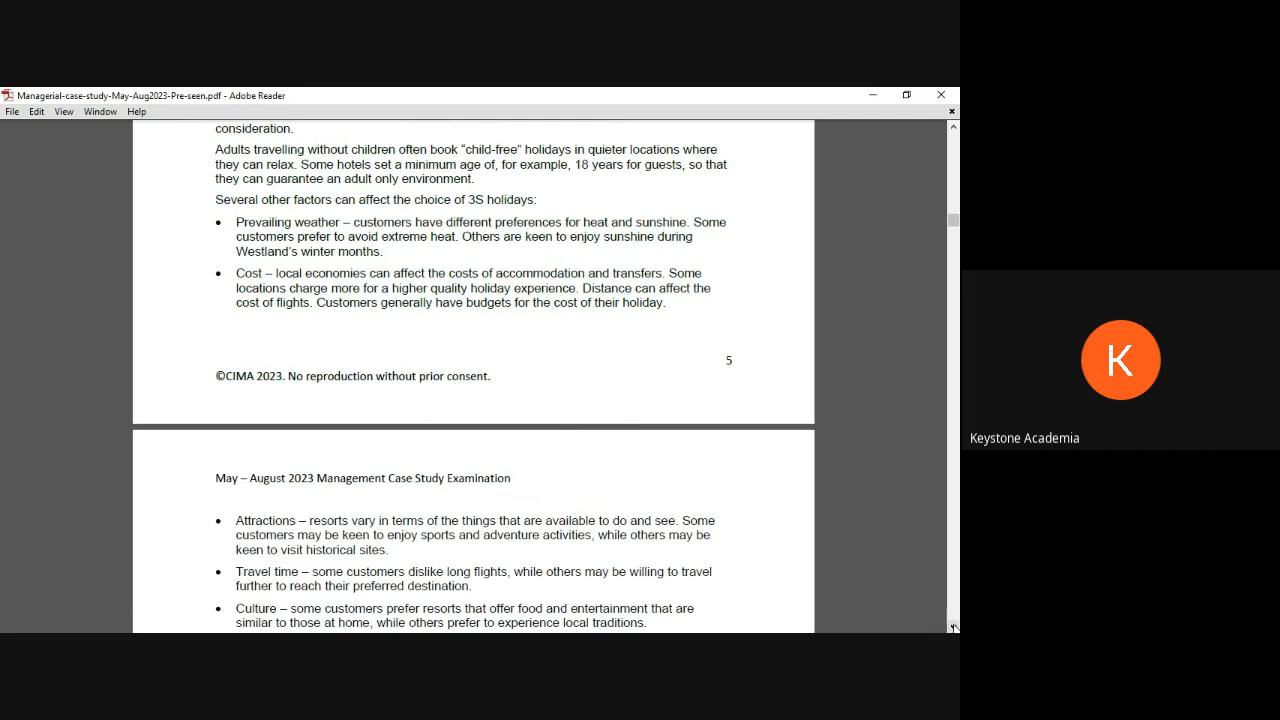 Managerial-case-study-May-Aug2023-Pre-seen.pdf - Adobe Reader
File Edit View Window Help
consideration.
Adults travelling without children often book “child-free” holidays in quieter locations where
they can relax. Some hotels set a minimum age of, for example, 18 years for guests, so that
they can guarantee an adult only environment.
Several other factors can affect the choice of 3S holidays:
• Prevailing weather – customers have different preferences for heat and sunshine. Some
customers prefer to avoid extreme heat. Others are keen to enjoy sunshine during
Westland’s winter months.
• Cost – local economies can affect the costs of accommodation and transfers. Some
locations charge more for a higher quality holiday experience. Distance can affect the
cost of flights. Customers generally have budgets for the cost of their holiday.
5
©CIMA 2023. No reproduction without prior consent.
May – August 2023 Management Case Study Examination
• Attractions – resorts vary in terms of the things that are available to do and see. Some
customers may be keen to enjoy sports and adventure activities, while others may be
keen to visit historical sites.
• Travel time – some customers dislike long flights, while others may be willing to travel
further to reach their preferred destination.
• Culture – some customers prefer resorts that offer food and entertainment that are
similar to those at home, while others prefer to experience local traditions.
K
Keystone Academia